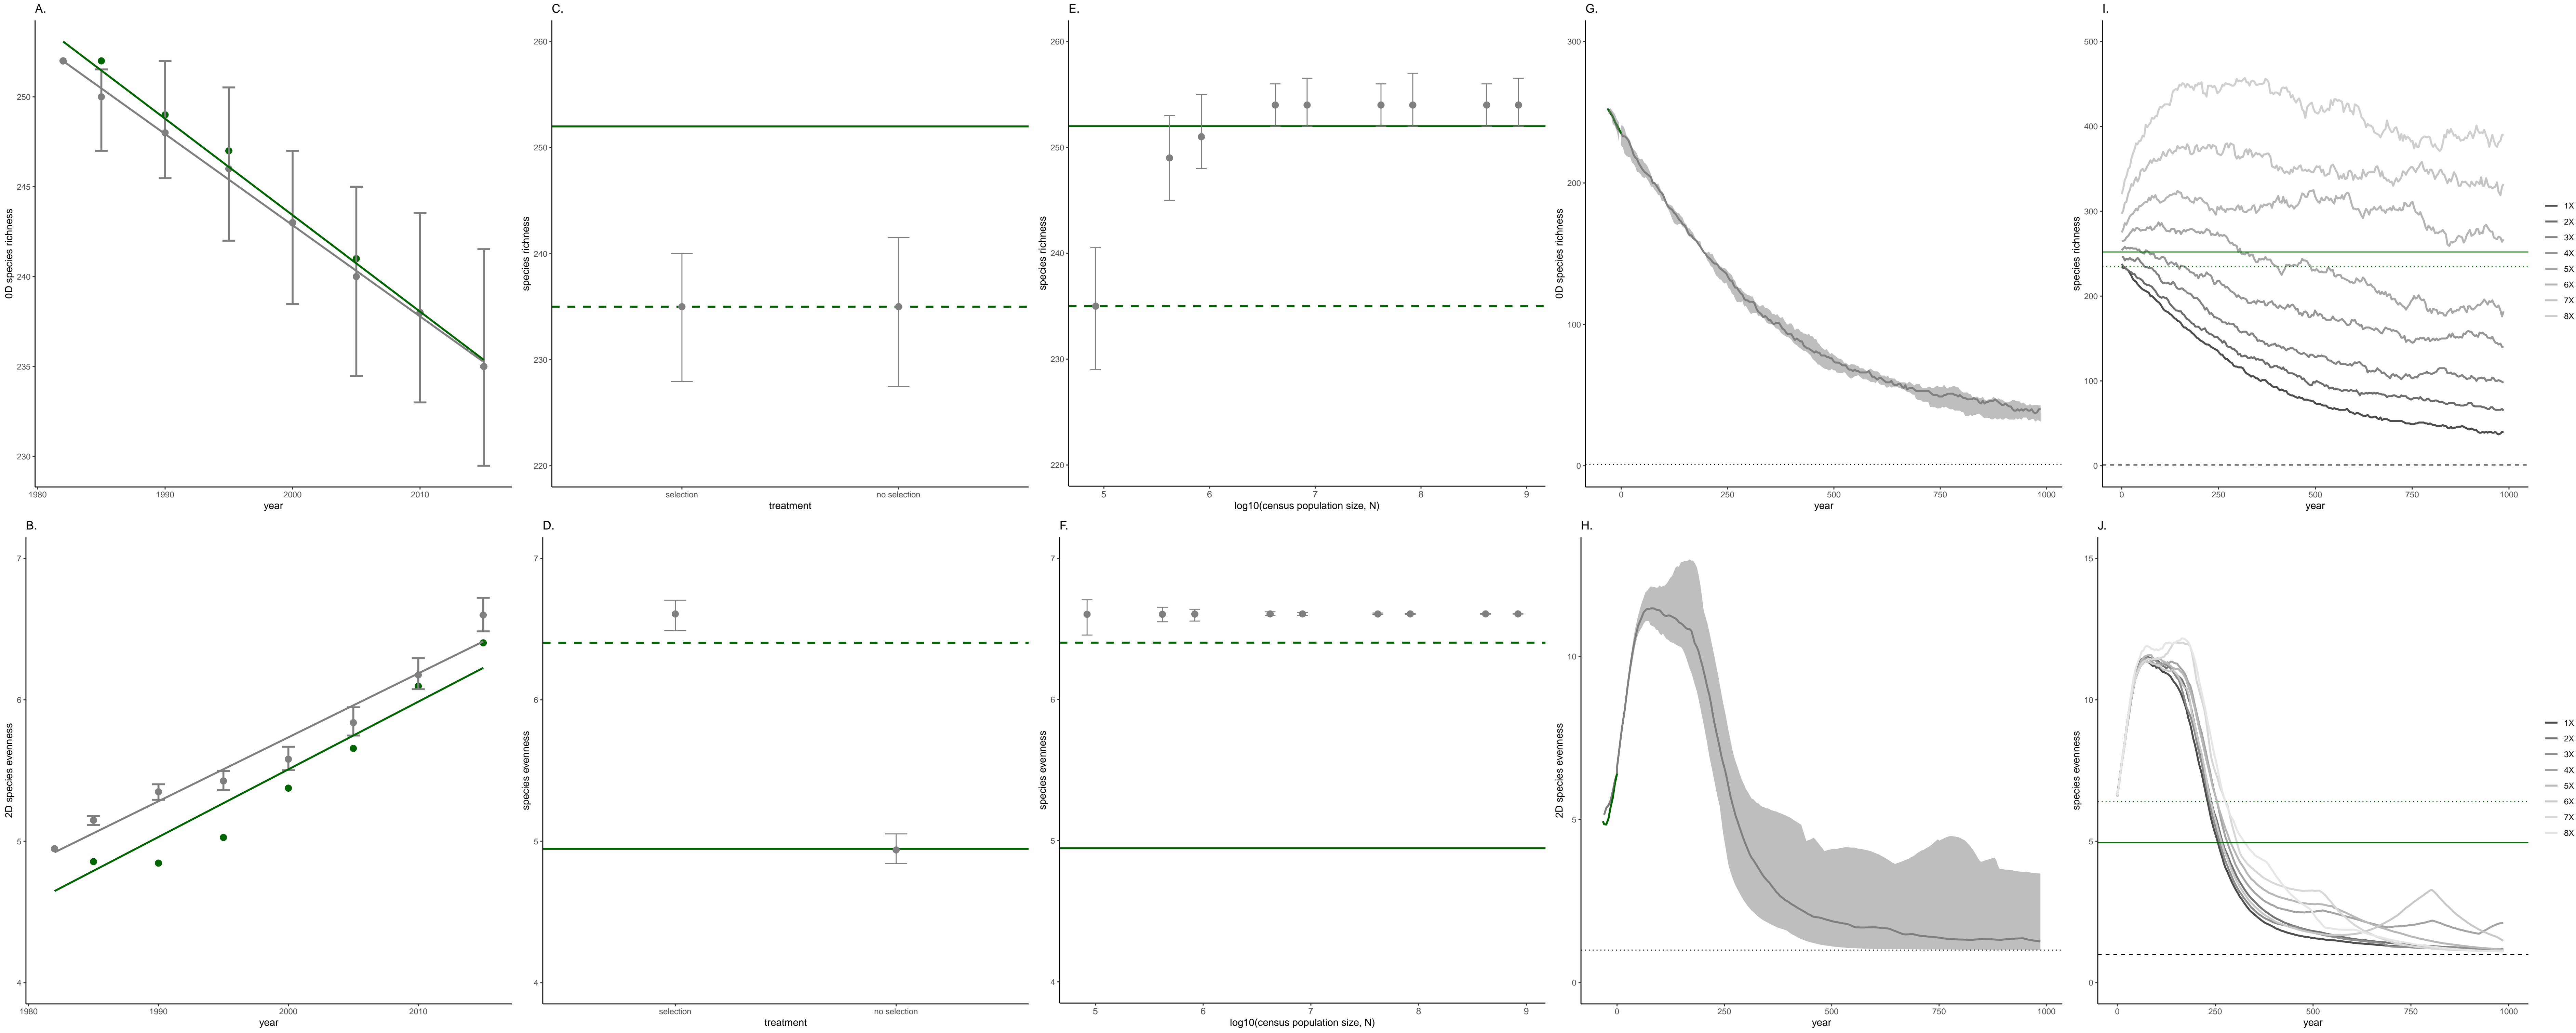 A.
0D species richness
250
245
240
235
230
1980
1990
2000
2010
year
C.
species richness
260
250
240
230
220
selection
no selection
treatment
E.
species richness
260
250
240
230
220
5
6
7
8
9
log10(census population size, N)
G.
0D species richness
300
200
100
0
0
250
500
750
1000
year
I.
species richness
500
400
300
200
100
0
0
250
500
750
1000
year
1X
2X
3X
4X
5X
6X
7X
8X
B.
2D species evenness
7
6
5
4
1980
1990
2000
2010
year
D.
species evenness
7
6
5
4
selection
no selection
treatment
F.
species evenness
7
6
5
4
5
6
7
8
9
log10(census population size, N)
H.
2D species evenness
10
5
0
0
250
500
750
1000
year
J.
species evenness
15
10
5
0
0
250
500
750
1000
year
1X
2X
3X
4X
5X
6X
7X
8X